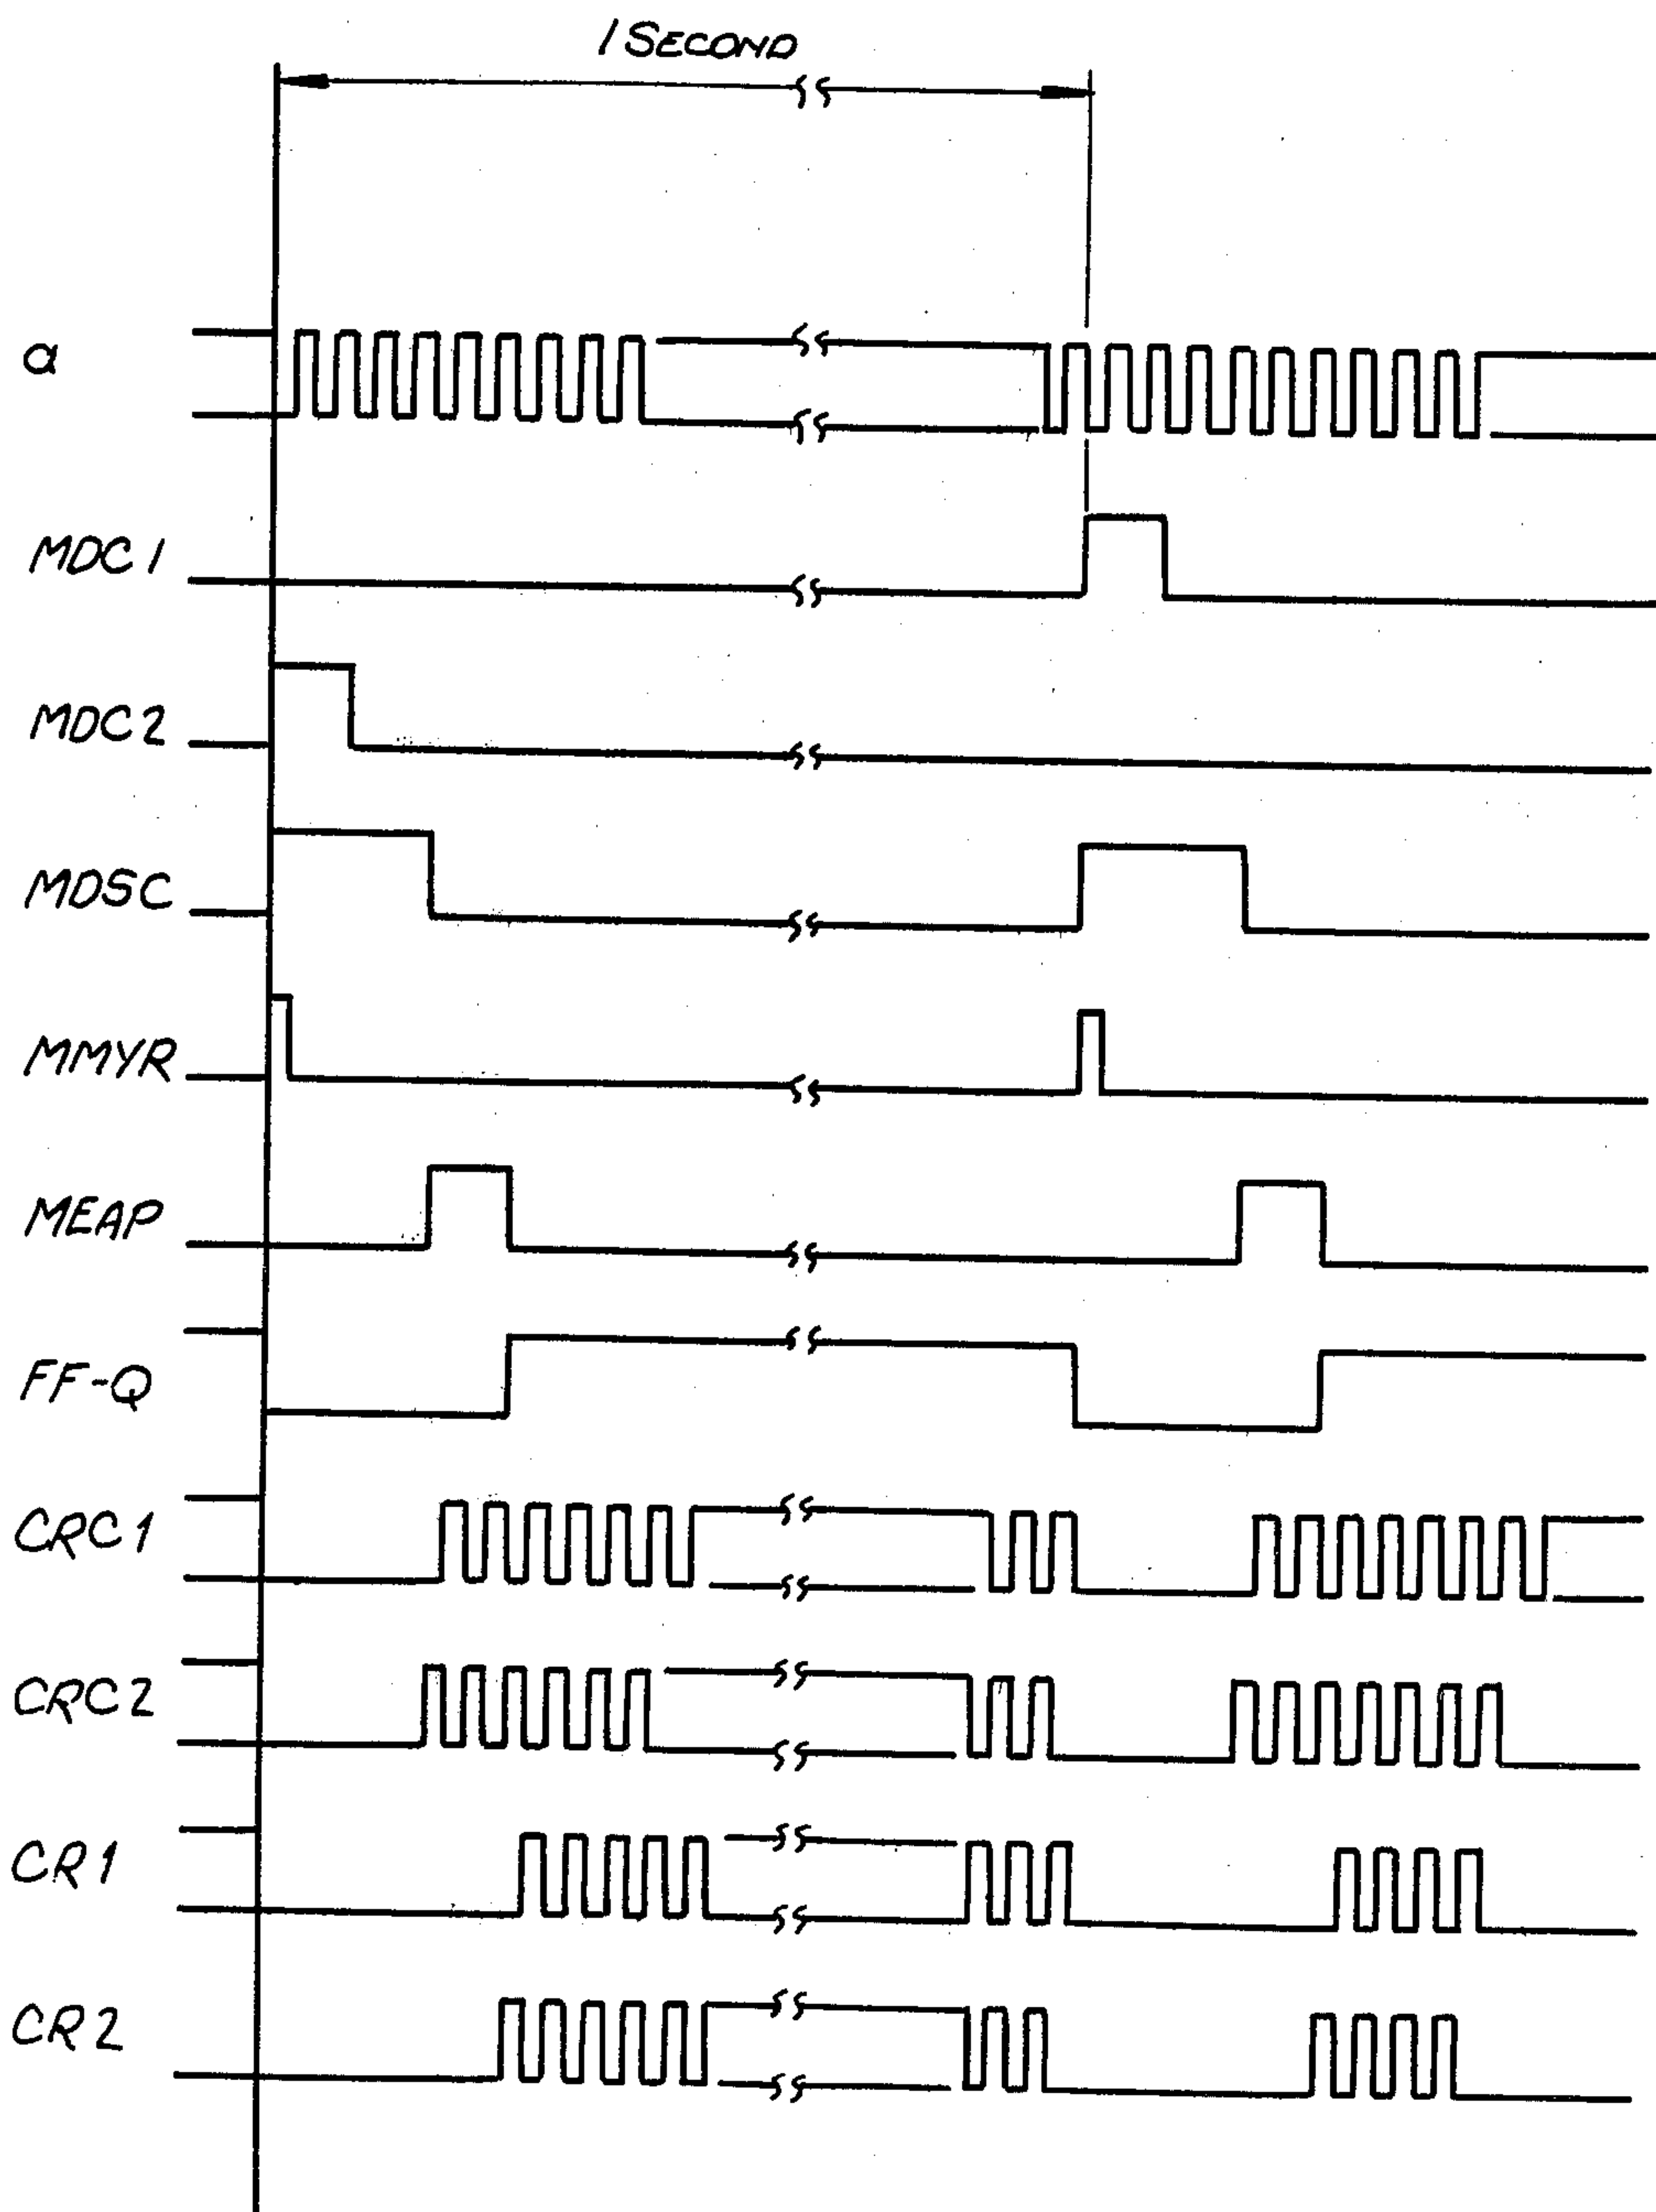 1 SECOND
a
MDC 1
MDC 2
MDSC
MMYR
MEAP
FF-Q
CRC 1
CRC 2
CR 1
CR 2